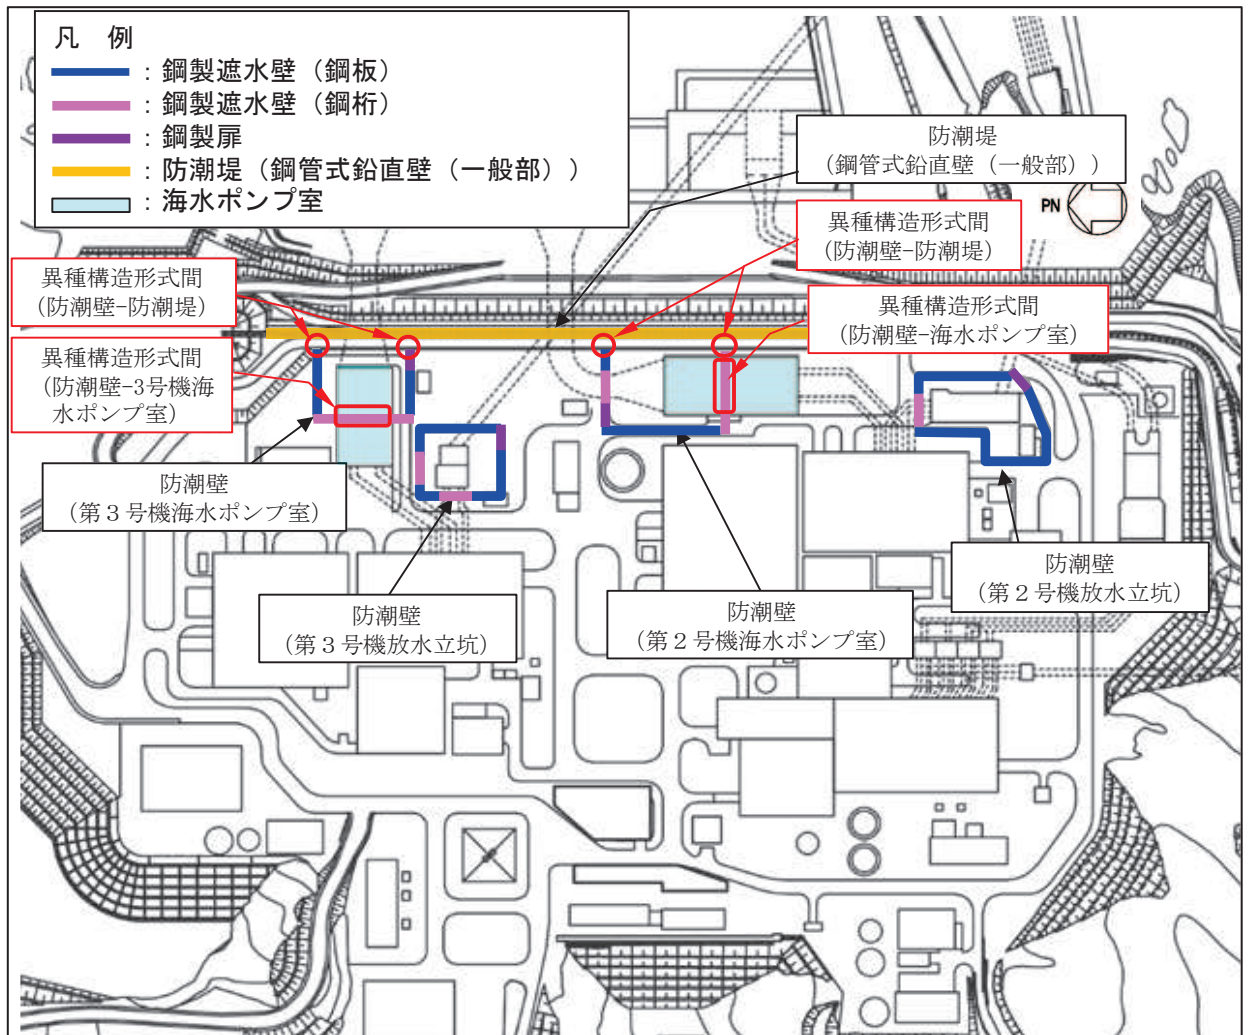 凡 例
：鋼製遮水壁（鋼板）
：鋼製遮水壁（鋼桁）
：鋼製扉
：防潮堤（鋼管式鉛直壁（一般部））
：海水ポンプ室
防潮堤
（鋼管式鉛直壁（一般部））
PN
異種構造形式間
（防潮壁−防潮堤）
異種構造形式間
（防潮壁−防潮堤）
異種構造形式間
（防潮壁−海水ポンプ室）
異種構造形式間
（防潮壁−3号機海
水ポンプ室）
防潮壁
（第３号機海水ポンプ室）
防潮壁
（第２号機放水立坑）
防潮壁
（第３号機放水立坑）
防潮壁
（第２号機海水ポンプ室）